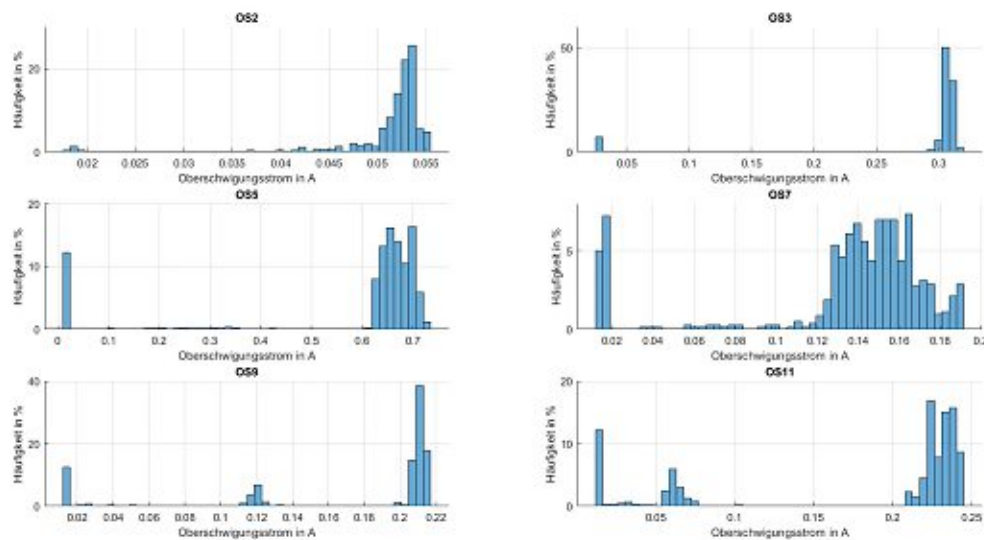 OS2
Häufigkeit in %
20
0
0.02 0.025 0.03 0.035 0.04 0.045 0.05 0.055
Oberschwigungsstrom in A
OS3
Häufigkeit in %
50
0
0.05 0.1 0.15 0.2 0.25 0.3
Oberschwigungsstrom in A
OS5
Häufigkeit in %
20
10
0
0 0.1 0.2 0.3 0.4 0.5 0.6 0.7
Oberschwigungsstrom in A
OS7
Häufigkeit in %
5
0
0.02 0.04 0.06 0.08 0.1 0.12 0.14 0.16 0.18
Oberschwigungsstrom in A
OS9
Häufigkeit in %
40
20
0
0.02 0.04 0.06 0.08 0.1 0.12 0.14 0.16 0.18 0.2 0.22
Oberschwigungsstrom in A
OS11
Häufigkeit in %
20
10
0
0.05 0.1 0.15 0.2 0.25
Oberschwigungsstrom in A